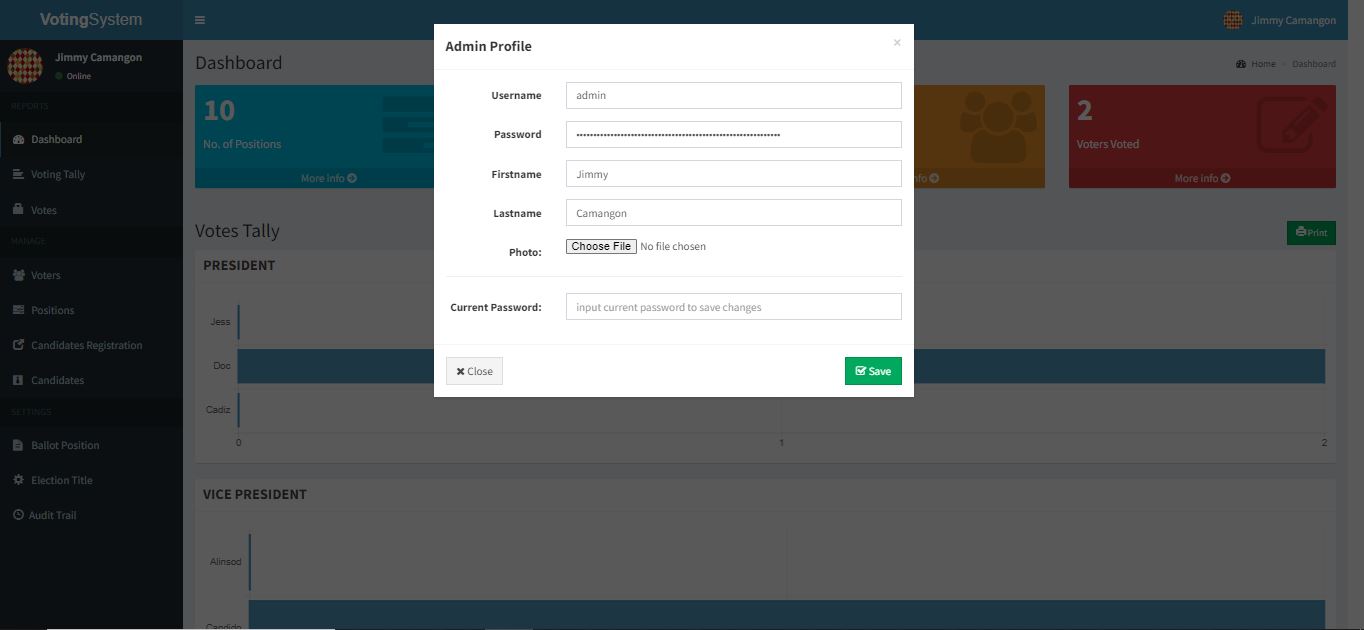 VotingSystem
Jimmy Camangon
Jimmy Camangon
Online
REPORTS
Dashboard
Voting Tally
Votes
MANAGE
Voters
Positions
Candidates Registration
Candidates
SETTINGS
Ballot Position
Election Title
Audit Trail
Dashboard
Home > Dashboard
10
No. of Positions
More info
nfo
2
Voters Voted
More info
Votes Tally
Print
PRESIDENT
Jess
Doc
Cadiz
0 1 2
VICE PRESIDENT
Alinsod
Candido
Admin Profile
×
Username admin
Password ••••••••••••••••••••••••••••••••••••••••••••••••••••••••••••
Firstname Jimmy
Lastname Camangon
Photo: Choose File No file chosen
Current Password: input current password to save changes
Close
Save